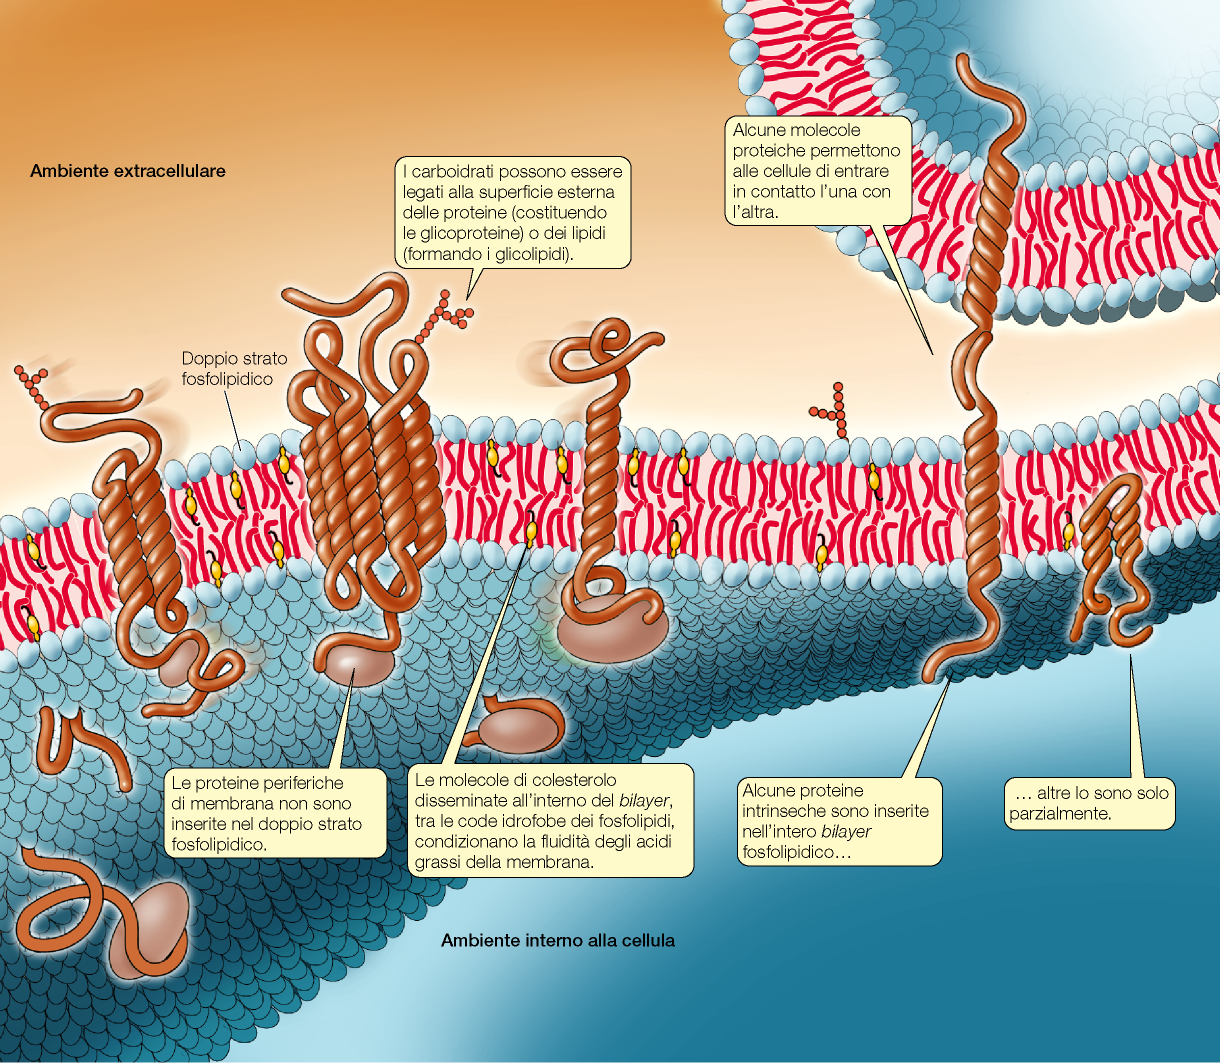 Ambiente extracellulare
I carboidrati possono essere
legati alla superficie esterna
delle proteine (costituendo
le glicoproteine) o dei lipidi
(formando i glicolipidi).
Alcune molecole
proteiche permettono
alle cellule di entrare
in contatto l’una con
l’altra.
Doppio strato
fosfolipidico
Le proteine periferiche
di membrana non sono
inserite nel doppio strato
fosfolipidico.
Le molecole di colesterolo
disseminate all’interno del bilayer,
tra le code idrofobe dei fosfolipidi,
condizionano la fluidità degli acidi
grassi della membrana.
Alcune proteine
intrinseche sono inserite
nell’intero bilayer
fosfolipidico…
… altre lo sono solo
parzialmente.
Ambiente interno alla cellula